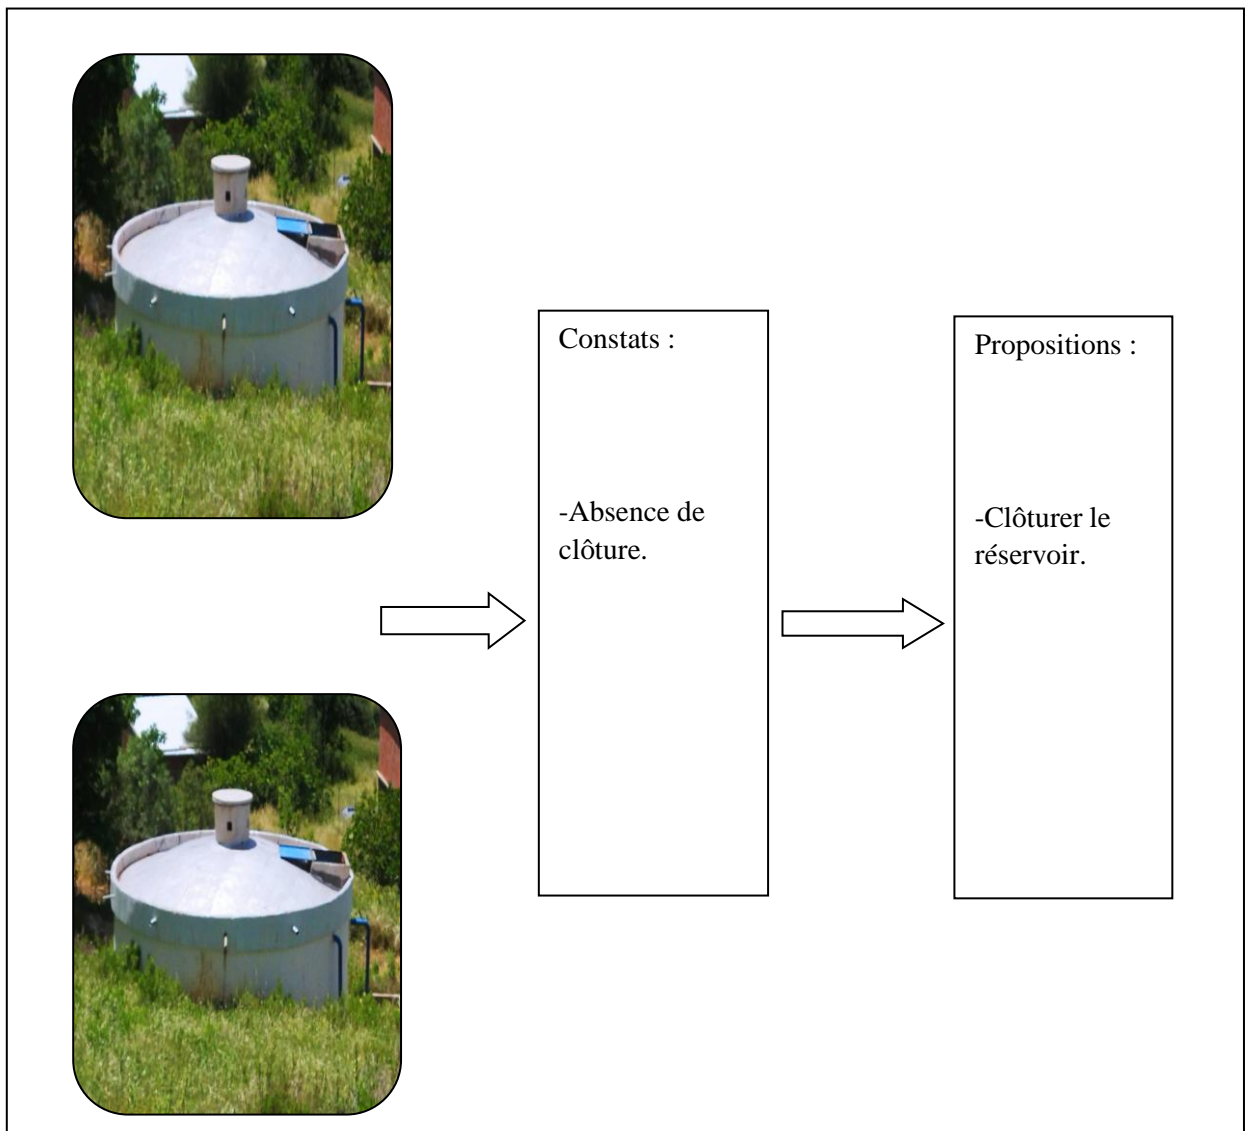 Constats :
-Absence de
clôture.
Propositions :
-Clôturer le
réservoir.